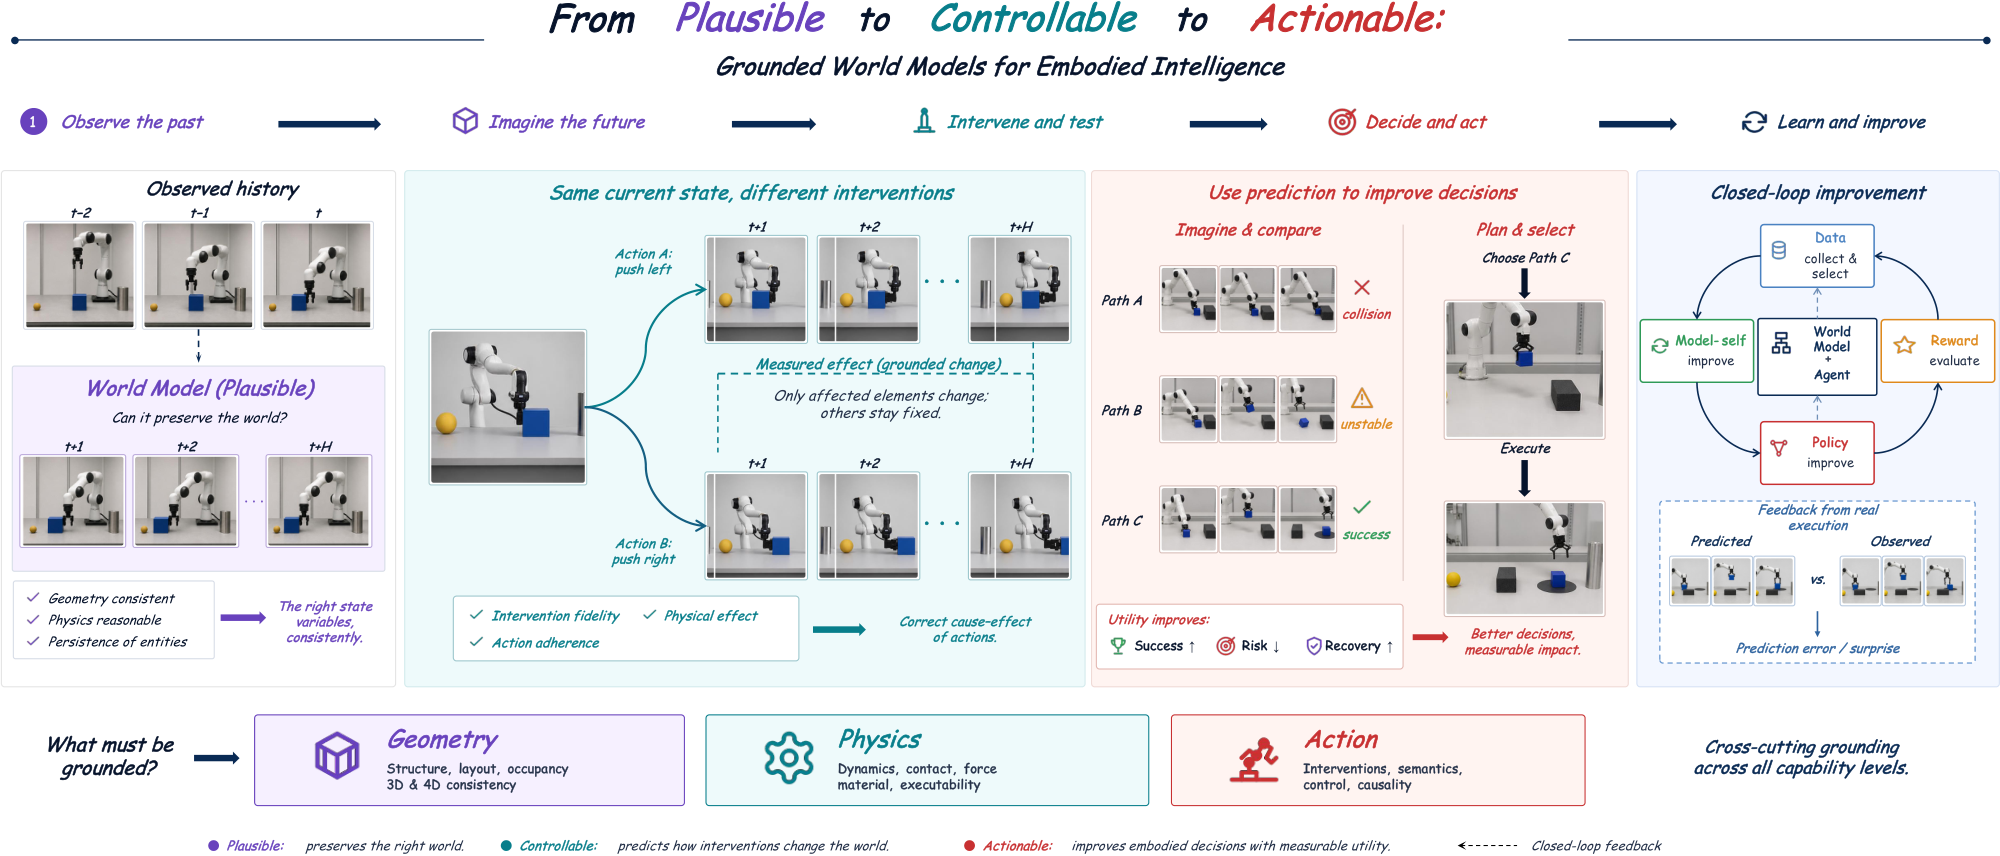 From Plausible to Controllable to Actionable:
Grounded World Models for Embodied Intelligence
1 Observe the past
Imagine the future
Intervene and test
Decide and act
Learn and improve
Observed history
t-2
t-1
t
World Model (Plausible)
Can it preserve the world?
t+1
t+2
...
t+H
Geometry consistent
Physics reasonable
Persistence of entities
The right state
variables,
consistently.
Same current state, different interventions
Action A:
push left
t+1
t+2
...
t+H
Measured effect (grounded change)
Only affected elements change;
others stay fixed.
Action B:
push right
t+1
t+2
...
t+H
Intervention fidelity
Physical effect
Action adherence
Correct cause-effect
of actions.
Use prediction to improve decisions
Imagine & compare
Path A
collision
Path B
unstable
Path C
success
Plan & select
Choose Path C
Execute
Utility improves:
Success ↑
Risk ↓
Recovery ↑
Better decisions,
measurable impact.
Closed-loop improvement
Data
collect &
select
Model-self
improve
World
Model
+
Agent
Reward
evaluate
Policy
improve
Feedback from real
execution
Predicted
vs.
Observed
Prediction error / surprise
What must be
grounded?
Geometry
Structure, layout, occupancy
3D & 4D consistency
Physics
Dynamics, contact, force
material, executability
Action
Interventions, semantics,
control, causality
Cross-cutting grounding
across all capability levels.
Plausible: preserves the right world.
Controllable: predicts how interventions change the world.
Actionable: improves embodied decisions with measurable utility.
Closed-loop feedback